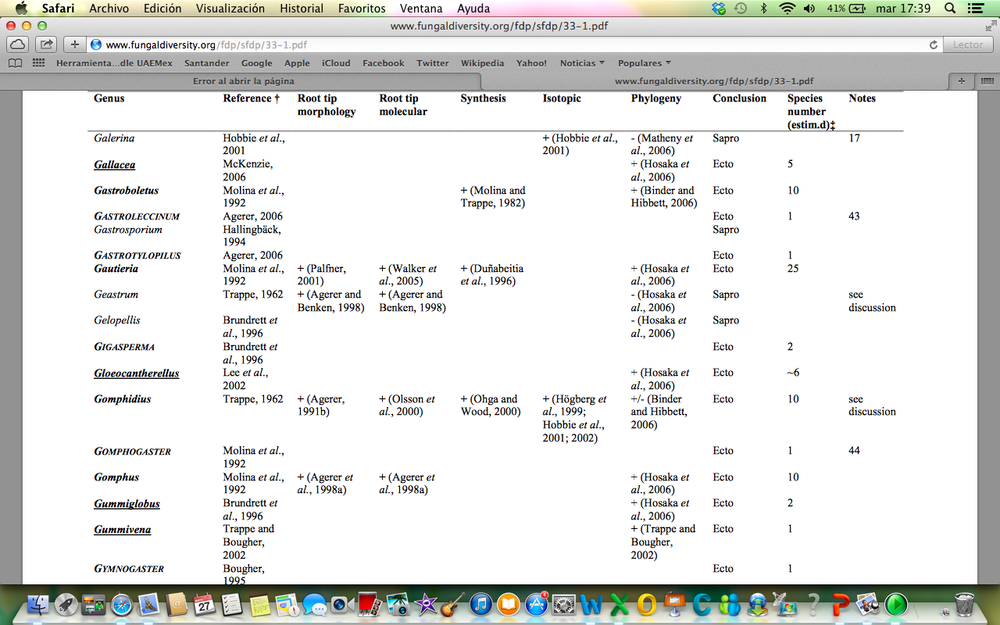 Safari Archivo Edición Visualización Historial Favoritos Ventana Ayuda 41% mar 17:39
www.fungaldiversity.org/fdp/sfdp/33-1.pdf
www.fungaldiversity.org/fdp/sfdp/33-1.pdf Lector
Herramienta...dle UAEMex Santander Google Apple iCloud Facebook Twitter Wikipedia Yahoo! Noticias Populares
Error al abrir la página www.fungaldiversity.org/fdp/sfdp/33-1.pdf
Genus Reference † Root tip Root tip Synthesis Isotopic Phylogeny Conclusion Species Notes
morphology molecular number
(estim.d)‡
Galerina Hobbie et al., + (Hobbie et al., - (Matheny et Sapro 17
2001 2001) al., 2006)
Gallacea McKenzie, + (Hosaka et Ecto 5
2006 al., 2006)
Gastroboletus Molina et al., + (Molina and + (Binder and Ecto 10
1992 Trappe, 1982) Hibbett, 2006)
GASTROLECCINUM Agerer, 2006 Ecto 1 43
Gastrosporium Hallingbäck, Sapro
1994
GASTROTYLOPILUS Agerer, 2006 Ecto 1
Gautieria Molina et al., + (Palfner, + (Walker et + (Duñabeitia + (Hosaka et Ecto 25
1992 2001) al., 2005) et al., 1996) al., 2006)
Geastrum Trappe, 1962 + (Agerer and + (Agerer and - (Hosaka et Sapro see
Benken, 1998) Benken, 1998) al., 2006) discussion
Gelopellis Brundrett et - (Hosaka et Sapro
al., 1996 al., 2006)
GIGASPERMA Brundrett et Ecto 2
al., 1996
Gloeocantherellus Lee et al., + (Hosaka et Ecto ~6
2002 al., 2006)
Gomphidius Trappe, 1962 + (Agerer, + (Olsson et + (Ohga and + (Högberg et +/- (Binder Ecto 10 see
1991b) al., 2000) Wood, 2000) al., 1999; and Hibbett, discussion
Hobbie et al., 2006)
2001; 2002)
GOMPHOGASTER Molina et al., Ecto 1 44
1992
Gomphus Molina et al., + (Agerer et + (Agerer et + (Hosaka et Ecto 10
1992 al., 1998a) al., 1998a) al., 2006)
Gummiglobus Brundrett et + (Hosaka et Ecto 2
al., 1996 al., 2006)
Gummivena Trappe and + (Trappe and Ecto 1
Bougher, Bougher,
2002 2002)
GYMNOGASTER Bougher, Ecto 1
1995
27